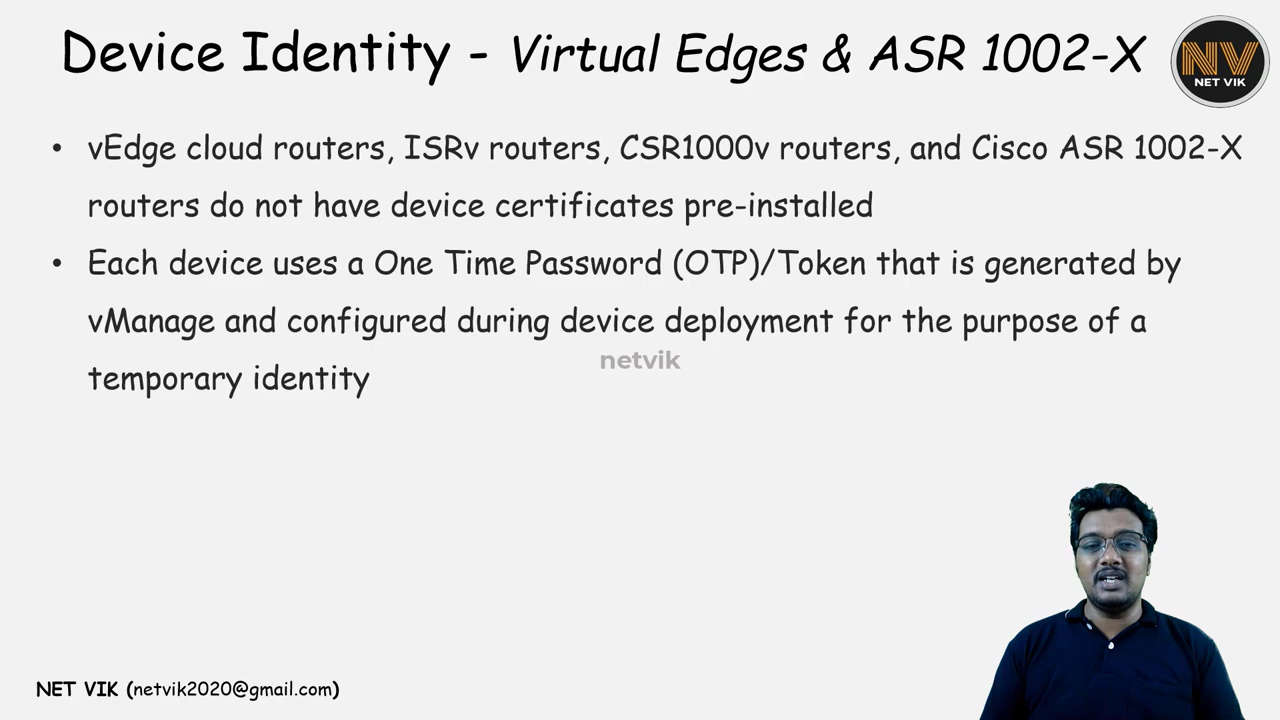 Device Identity - Virtual Edges & ASR 1002-X
NV
NET VIK
• vEdge cloud routers, ISRv routers, CSR1000v routers, and Cisco ASR 1002-X
routers do not have device certificates pre-installed
• Each device uses a One Time Password (OTP)/Token that is generated by
vManage and configured during device deployment for the purpose of a
temporary identity
netvik
NET VIK (netvik2020@gmail.com)